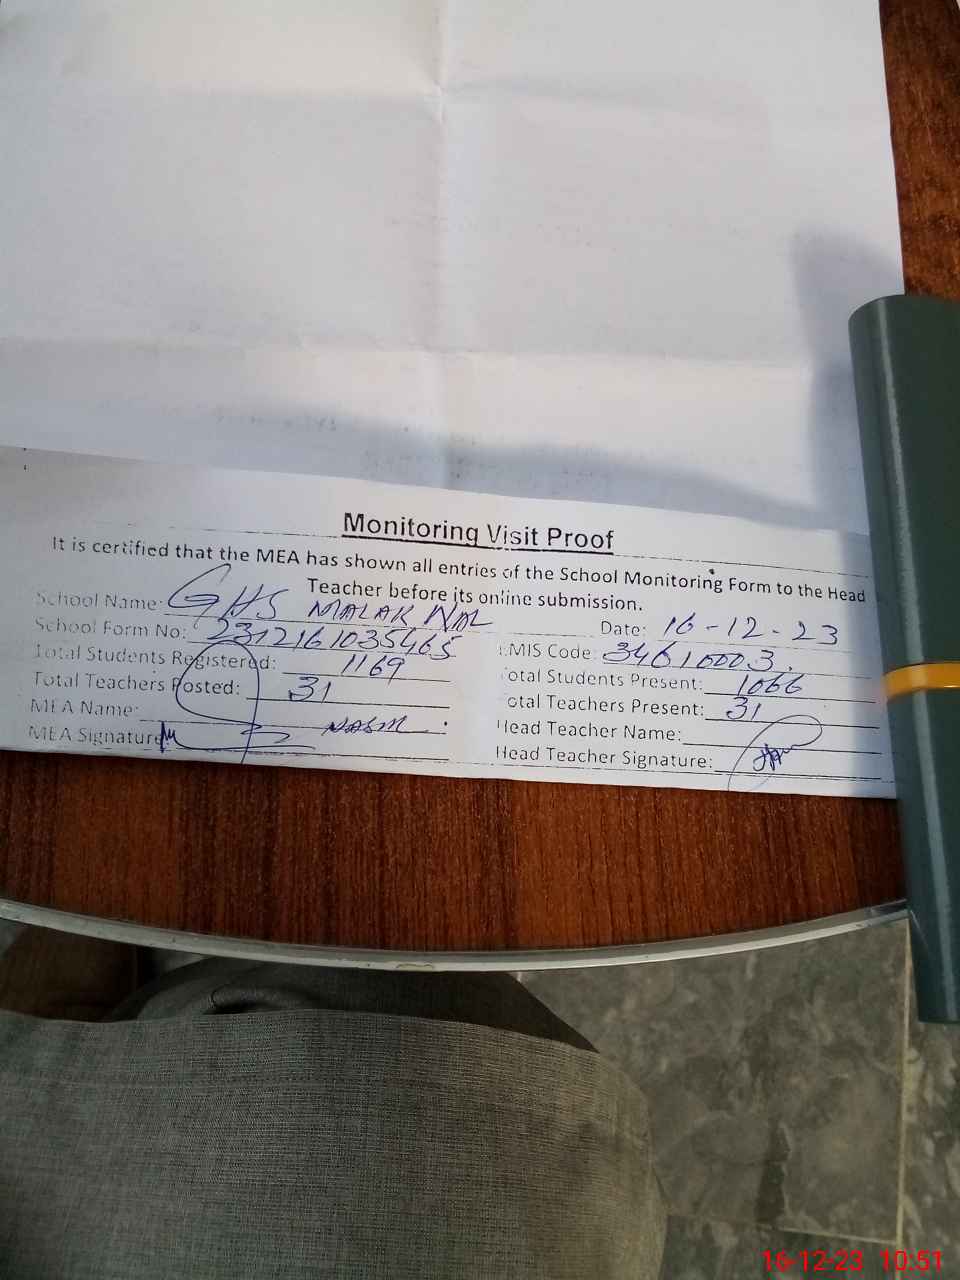 Monitoring Visit Proof
It is certified that the MEA has shown all entries of the School Monitoring Form to the Head
Teacher before its online submission.
School Name: GHS MALAK WAL
Date: 16-12-23
School Form No: 2312161035465
EMIS Code: 34610003.
Total Students Registered: 1169
Total Students Present: 1066
Total Teachers Posted: 31
Total Teachers Present: 31
MEA Name:
Head Teacher Name:
MEA Signature
Head Teacher Signature:
16-12-23 10:51